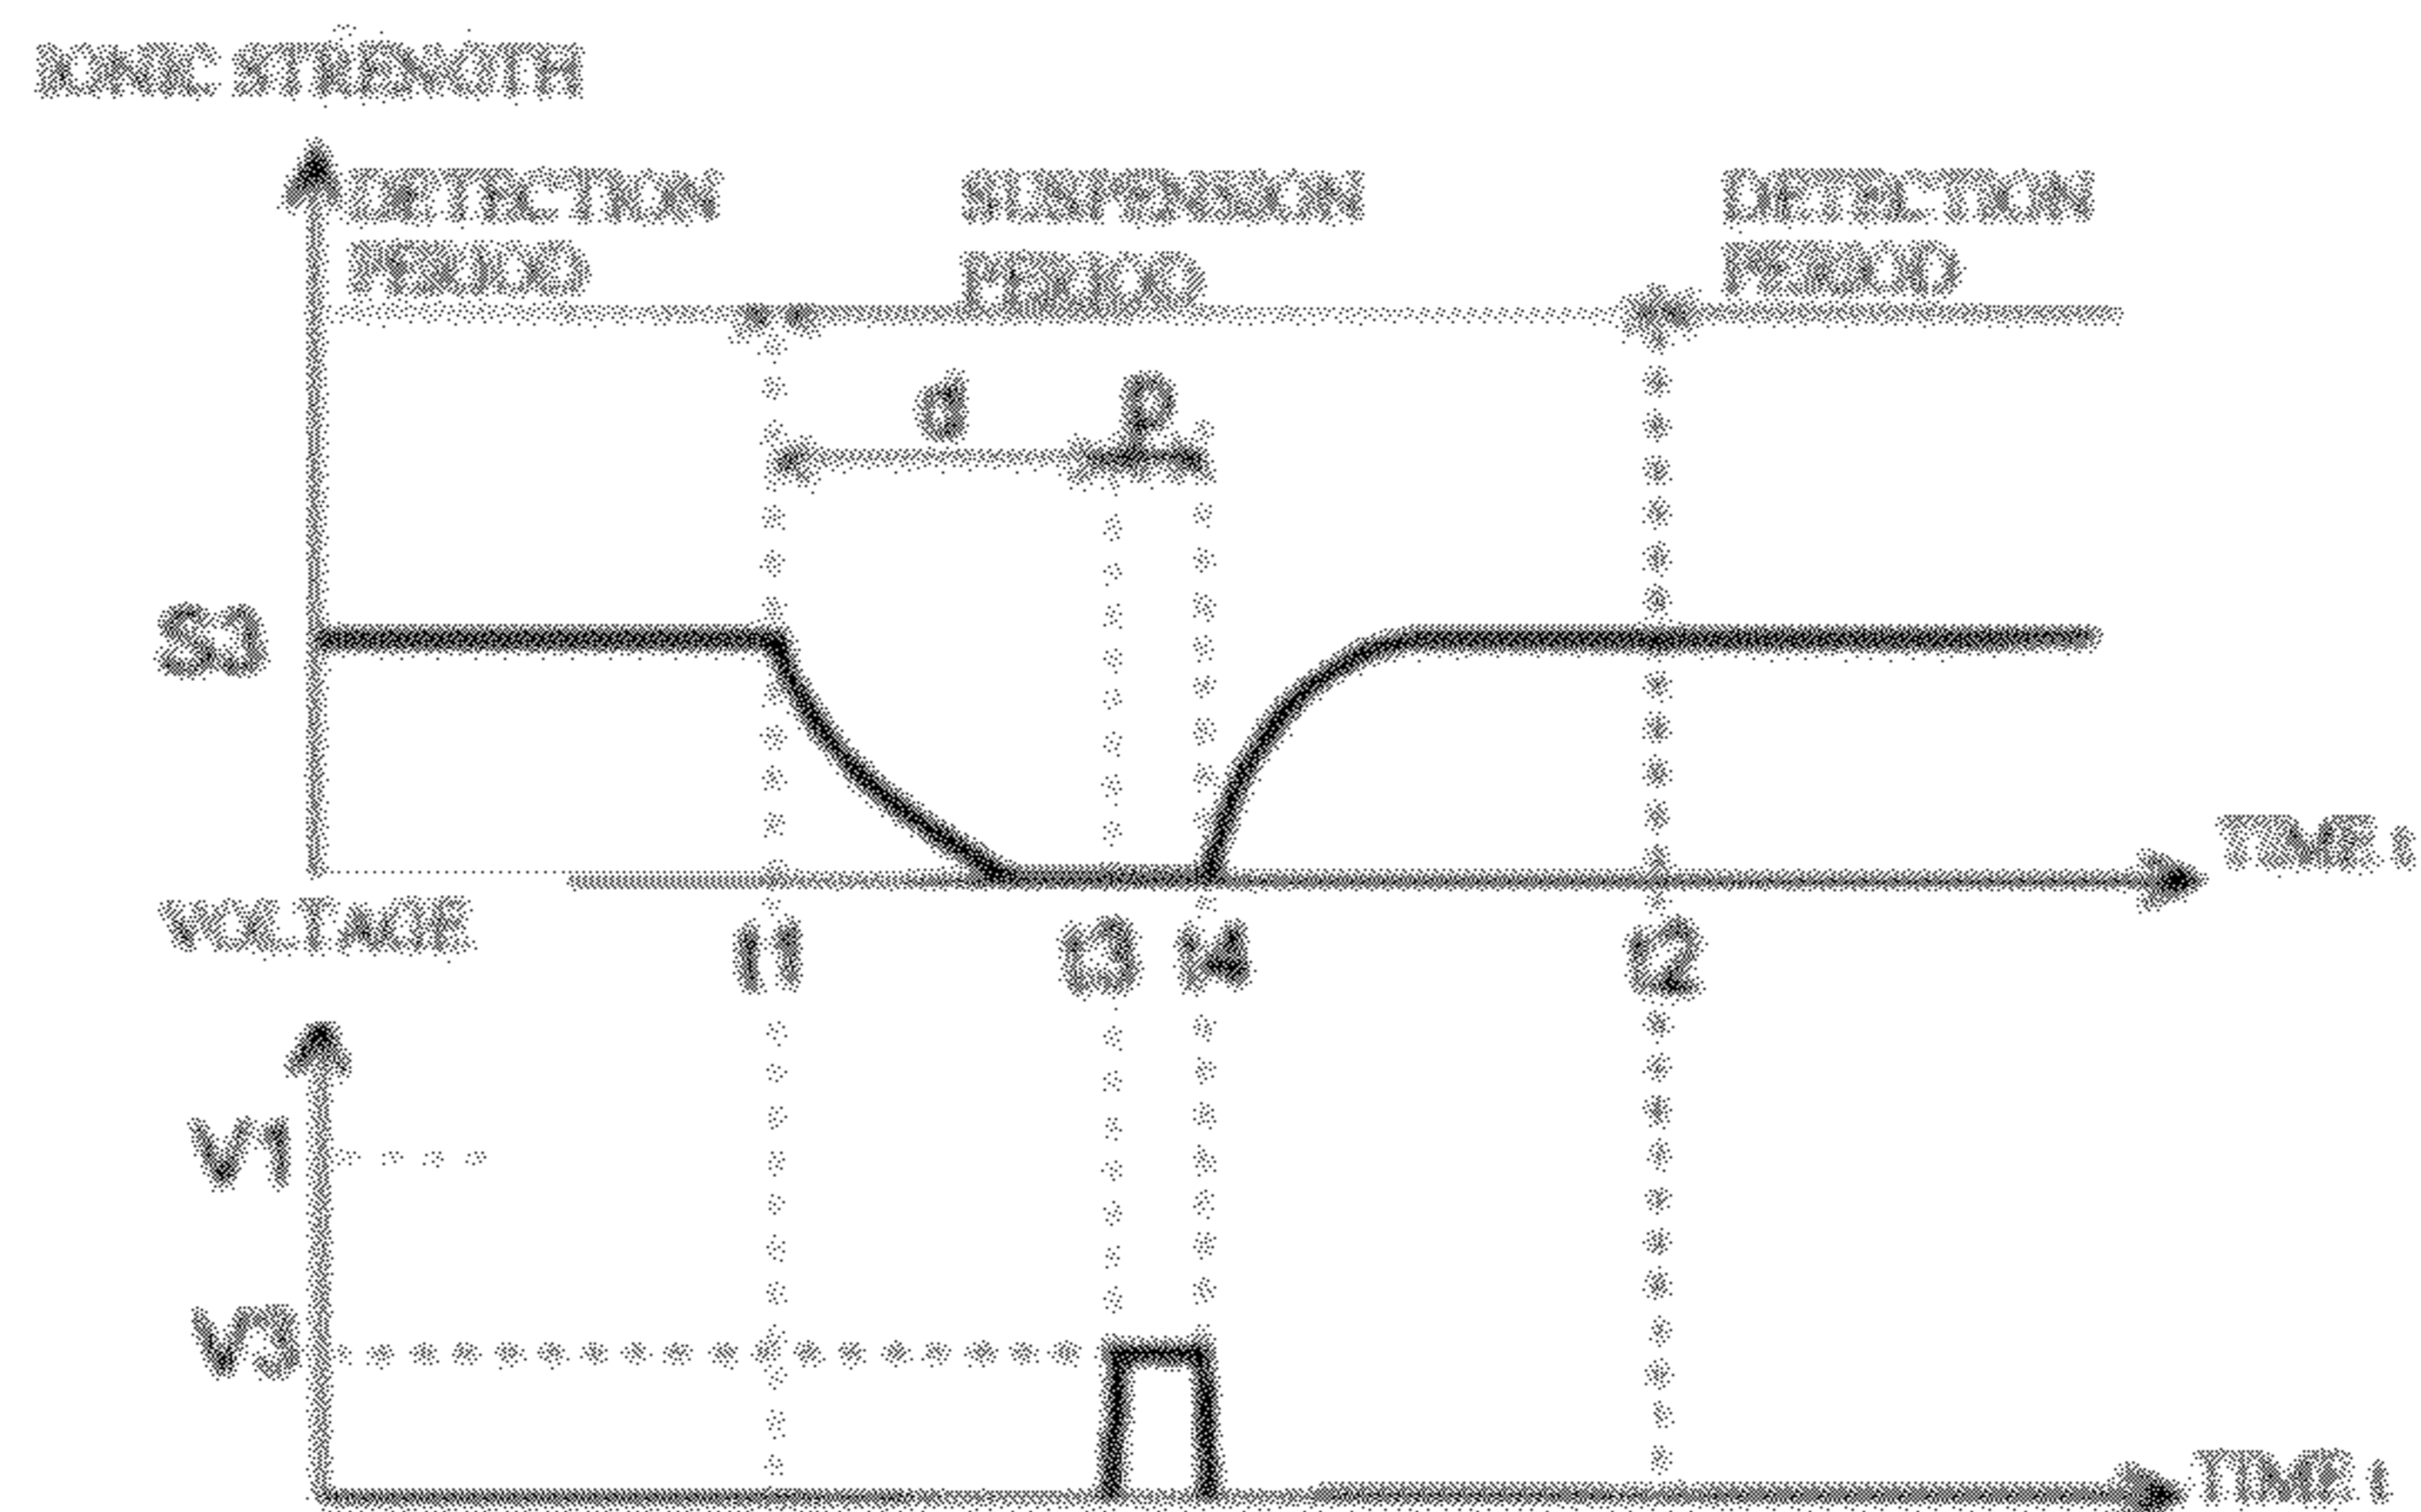 IONIC STRENGTH
DETECTION
PERIOD
SUSPENSION
PERIOD
DETECTION
PERIOD
d
p
S3
TIME t
t1
t3
t4
t2
VOLTAGE
V1
V3
TIME t